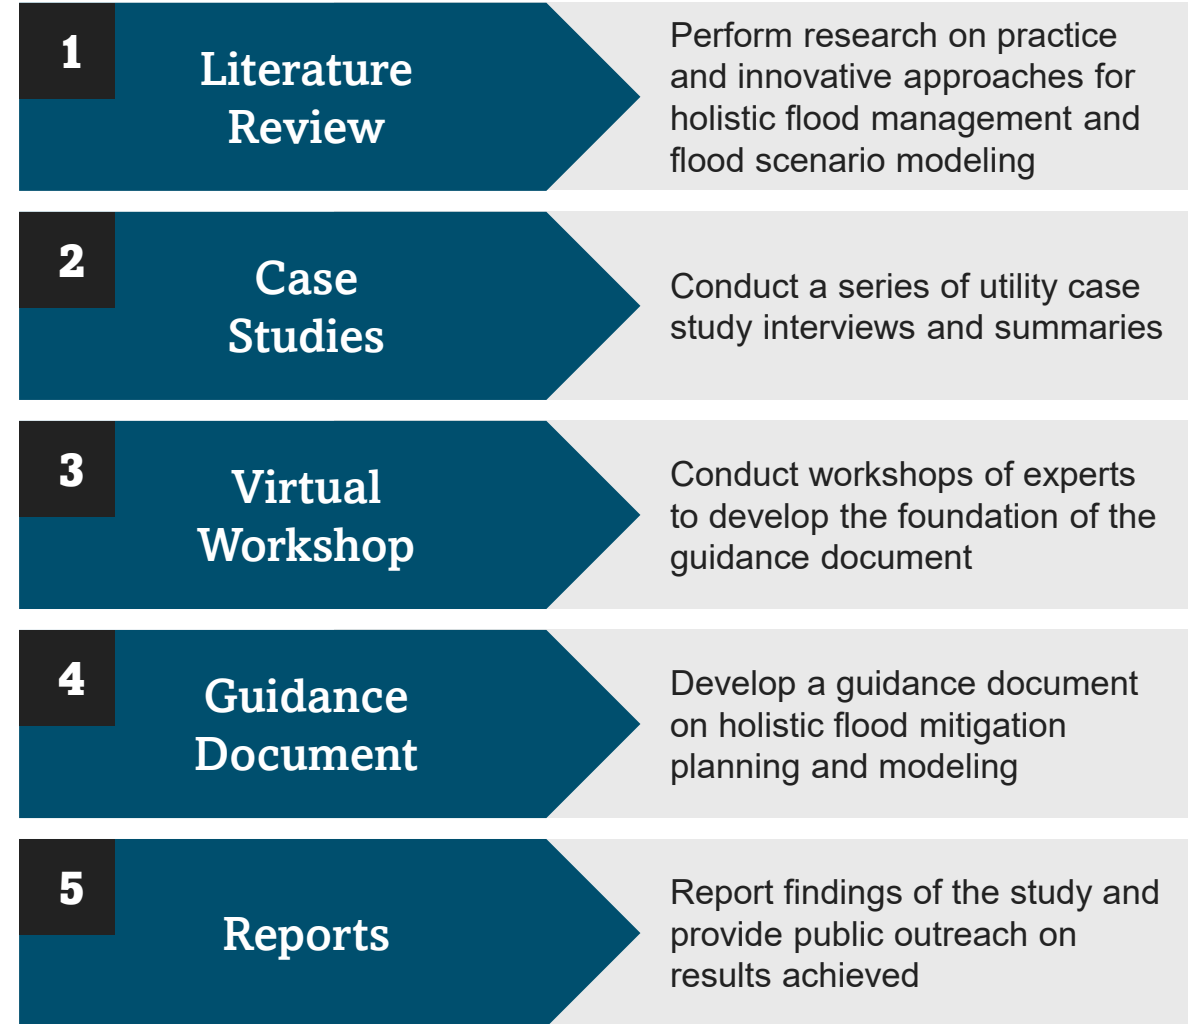 1
Literature
Review
Perform research on practice
and innovative approaches for
holistic flood management and
flood scenario modeling
2
Case
Studies
Conduct a series of utility case
study interviews and summaries
3
Virtual
Workshop
Conduct workshops of experts
to develop the foundation of the
guidance document
4
Guidance
Document
Develop a guidance document
on holistic flood mitigation
planning and modeling
5
Reports
Report findings of the study and
provide public outreach on
results achieved